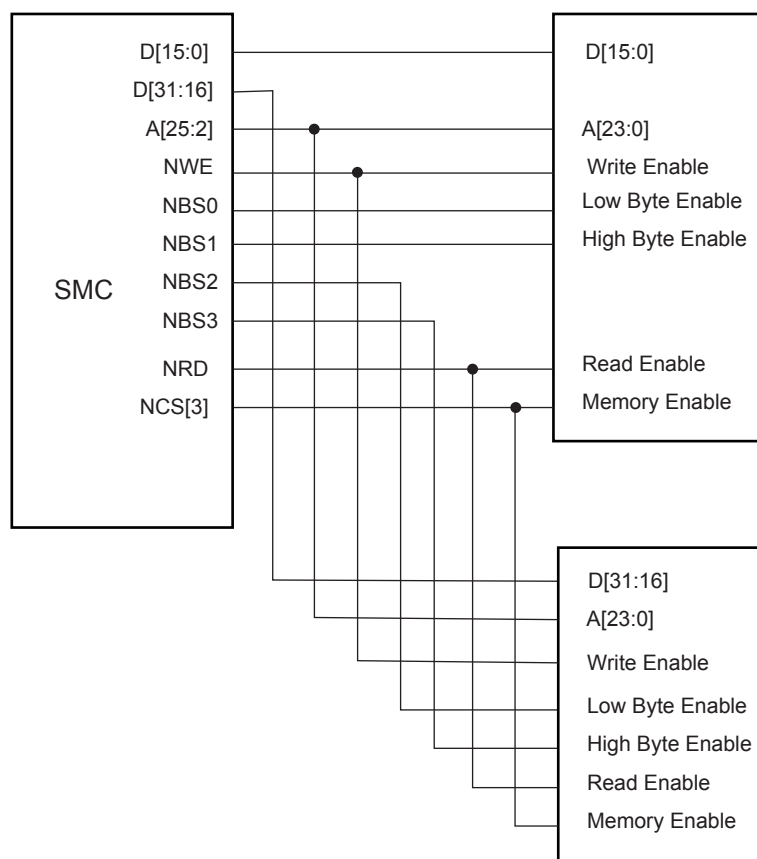 D[15:0]
D[31:16]
A[25:2]
NWE
NBS0
NBS1
NBS2
NBS3
NRD
NCS[3]
SMC
D[15:0]
A[23:0]
Write Enable
Low Byte Enable
High Byte Enable
Read Enable
Memory Enable
D[31:16]
A[23:0]
Write Enable
Low Byte Enable
High Byte Enable
Read Enable
Memory Enable